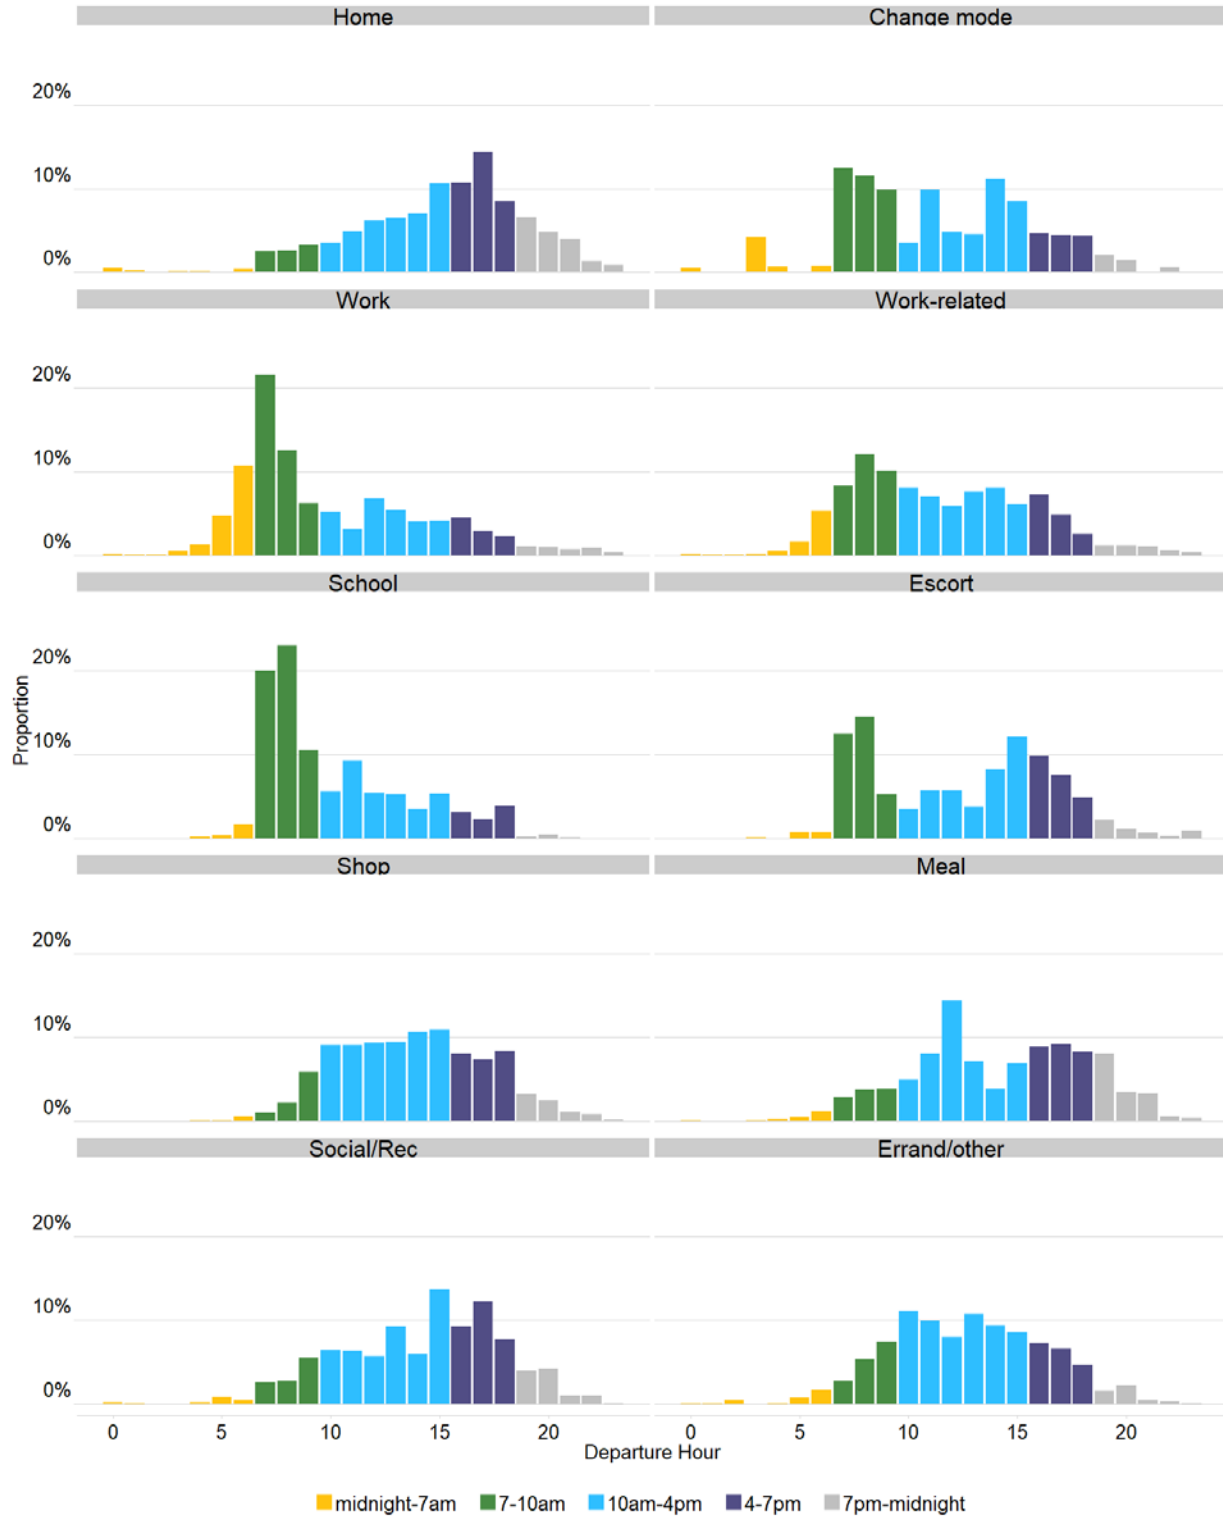 Home Change mode
20%
10%
0%
Work Work-related
20%
10%
0%
School Escort
20%
10%
0%
Proportion
Shop Meal
20%
10%
0%
Social/Rec Errand/other
20%
10%
0%
0 5 10 15 20 0 5 10 15 20
Departure Hour
midnight-7am 7-10am 10am-4pm 4-7pm 7pm-midnight